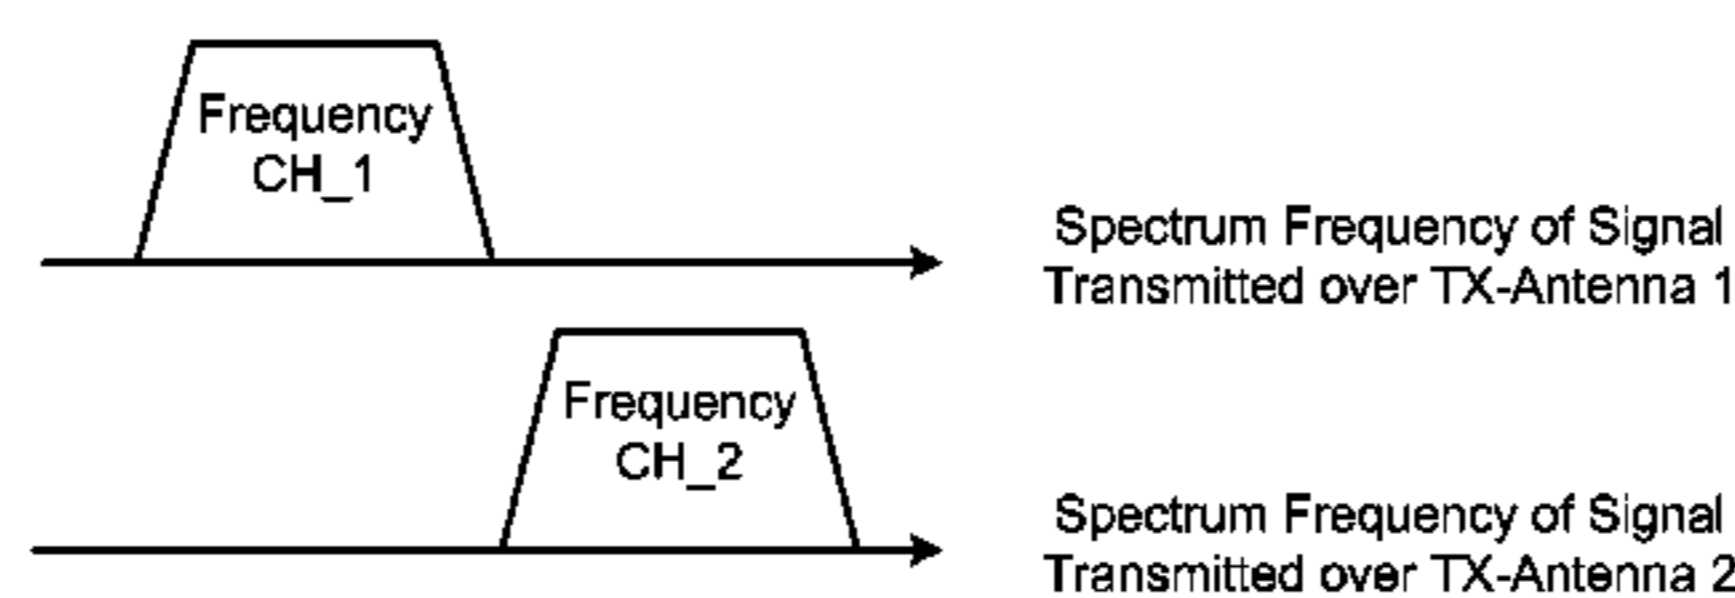 Frequency
CH_1
Spectrum Frequency of Signal
Transmitted over TX-Antenna 1
Frequency
CH_2
Spectrum Frequency of Signal
Transmitted over TX-Antenna 2